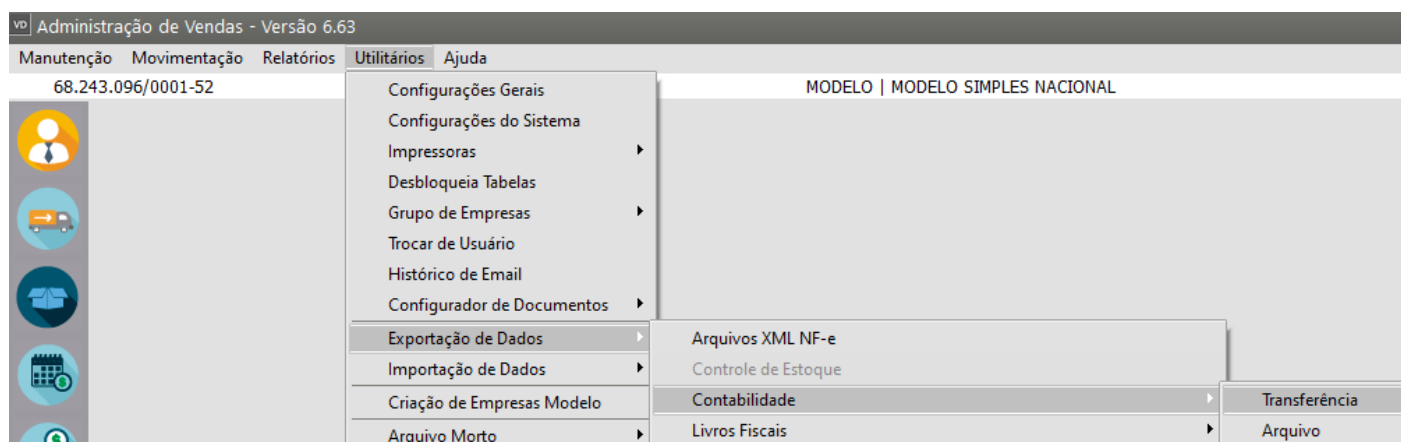 VD Administração de Vendas - Versão 6.63
Manutenção Movimentação Relatórios Utilitários Ajuda
68.243.096/0001-52 MODELO | MODELO SIMPLES NACIONAL
Configurações Gerais
Configurações do Sistema
Impressoras
Desbloqueia Tabelas
Grupo de Empresas
Trocar de Usuário
Histórico de Email
Configurador de Documentos
Exportação de Dados
Importação de Dados
Criação de Empresas Modelo
Arquivo Morto
Arquivos XML NF-e
Controle de Estoque
Contabilidade
Livros Fiscais
Transferência
Arquivo